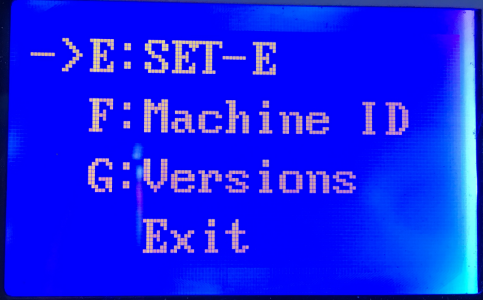 ->E:SET-E
F:Machine ID
G:Versions
Exit